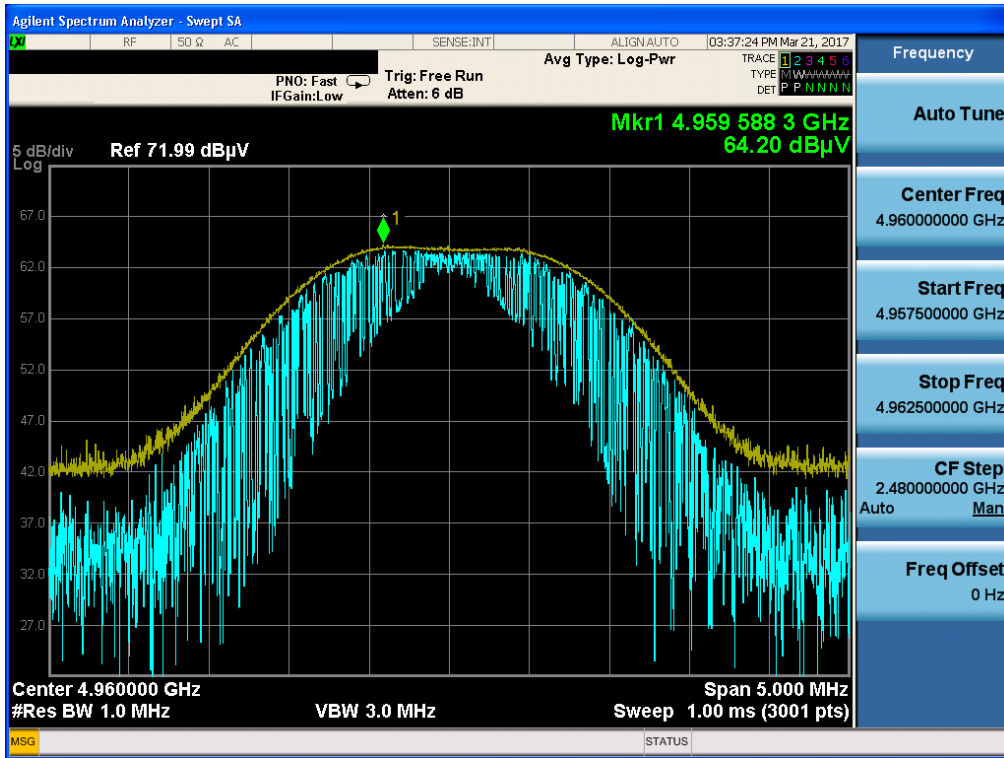 Agilent Spectrum Analyzer - Swept SA
LXI RF 50 Ω AC SENSE:INT ALIGN AUTO 03:37:24 PM Mar 21, 2017
Avg Type: Log-Pwr TRACE 1 2 3 4 5 6
PNO: Fast Trig: Free Run TYPE
IFGain:Low Atten: 6 dB DET P P N N N N
Mkr1 4.959 588 3 GHz
64.20 dBµV
5 dB/div Ref 71.99 dBµV
Log
67.0
1
62.0
57.0
52.0
47.0
42.0
37.0
32.0
27.0
Center 4.960000 GHz Span 5.000 MHz
#Res BW 1.0 MHz VBW 3.0 MHz Sweep 1.00 ms (3001 pts)
MSG STATUS
Frequency
Auto Tune
Center Freq
4.960000000 GHz
Start Freq
4.957500000 GHz
Stop Freq
4.962500000 GHz
CF Step
2.480000000 GHz
Auto Man
Freq Offset
0 Hz